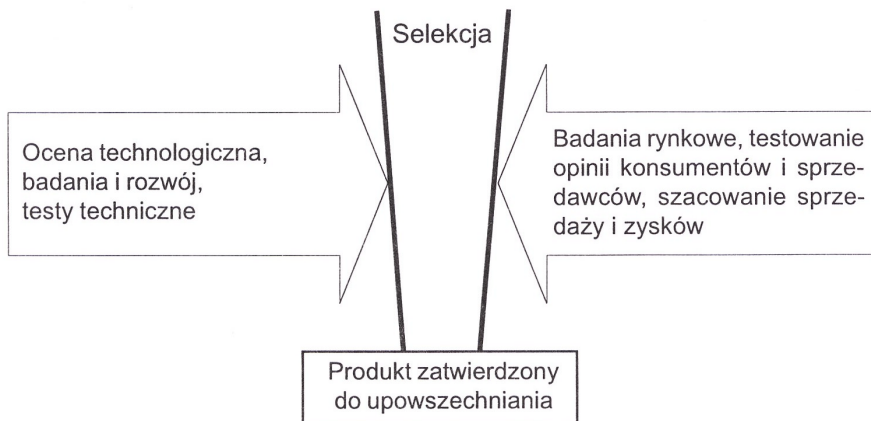 Selekcja
Ocena technologiczna,
badania i rozwój,
testy techniczne
Badania rynkowe, testowanie
opinii konsumentów i sprze-
dawców, szacowanie sprze-
daży i zysków
Produkt zatwierdzony
do upowszechniania